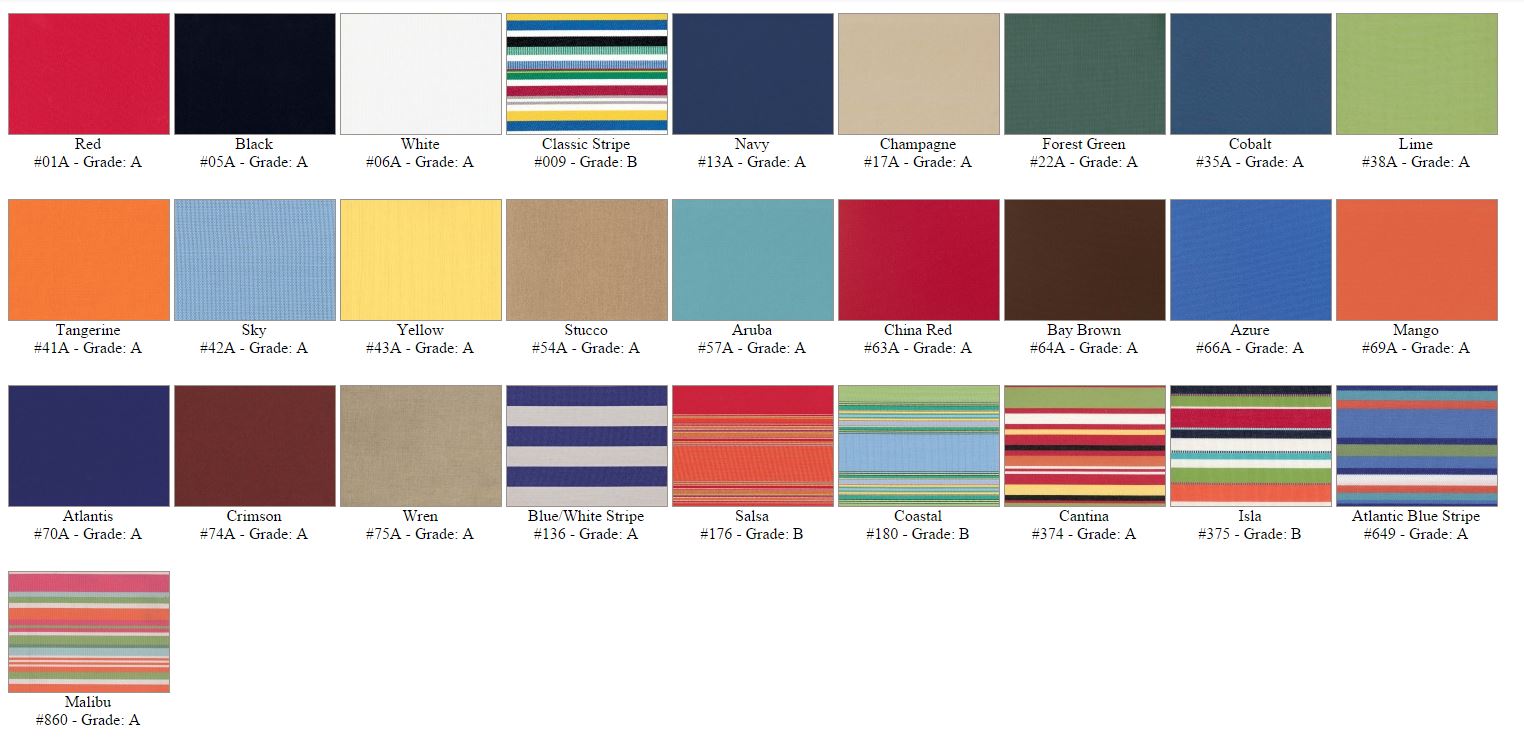 Red
#01A - Grade: A
Black
#05A - Grade: A
White
#06A - Grade: A
Classic Stripe
#009 - Grade: B
Navy
#13A - Grade: A
Champagne
#17A - Grade: A
Forest Green
#22A - Grade: A
Cobalt
#35A - Grade: A
Lime
#38A - Grade: A
Tangerine
#41A - Grade: A
Sky
#42A - Grade: A
Yellow
#43A - Grade: A
Stucco
#54A - Grade: A
Aruba
#57A - Grade: A
China Red
#63A - Grade: A
Bay Brown
#64A - Grade: A
Azure
#66A - Grade: A
Mango
#69A - Grade: A
Atlantis
#70A - Grade: A
Crimson
#74A - Grade: A
Wren
#75A - Grade: A
Blue/White Stripe
#136 - Grade: A
Salsa
#176 - Grade: B
Coastal
#180 - Grade: B
Cantina
#374 - Grade: A
Isla
#375 - Grade: B
Atlantic Blue Stripe
#649 - Grade: A
Malibu
#860 - Grade: A